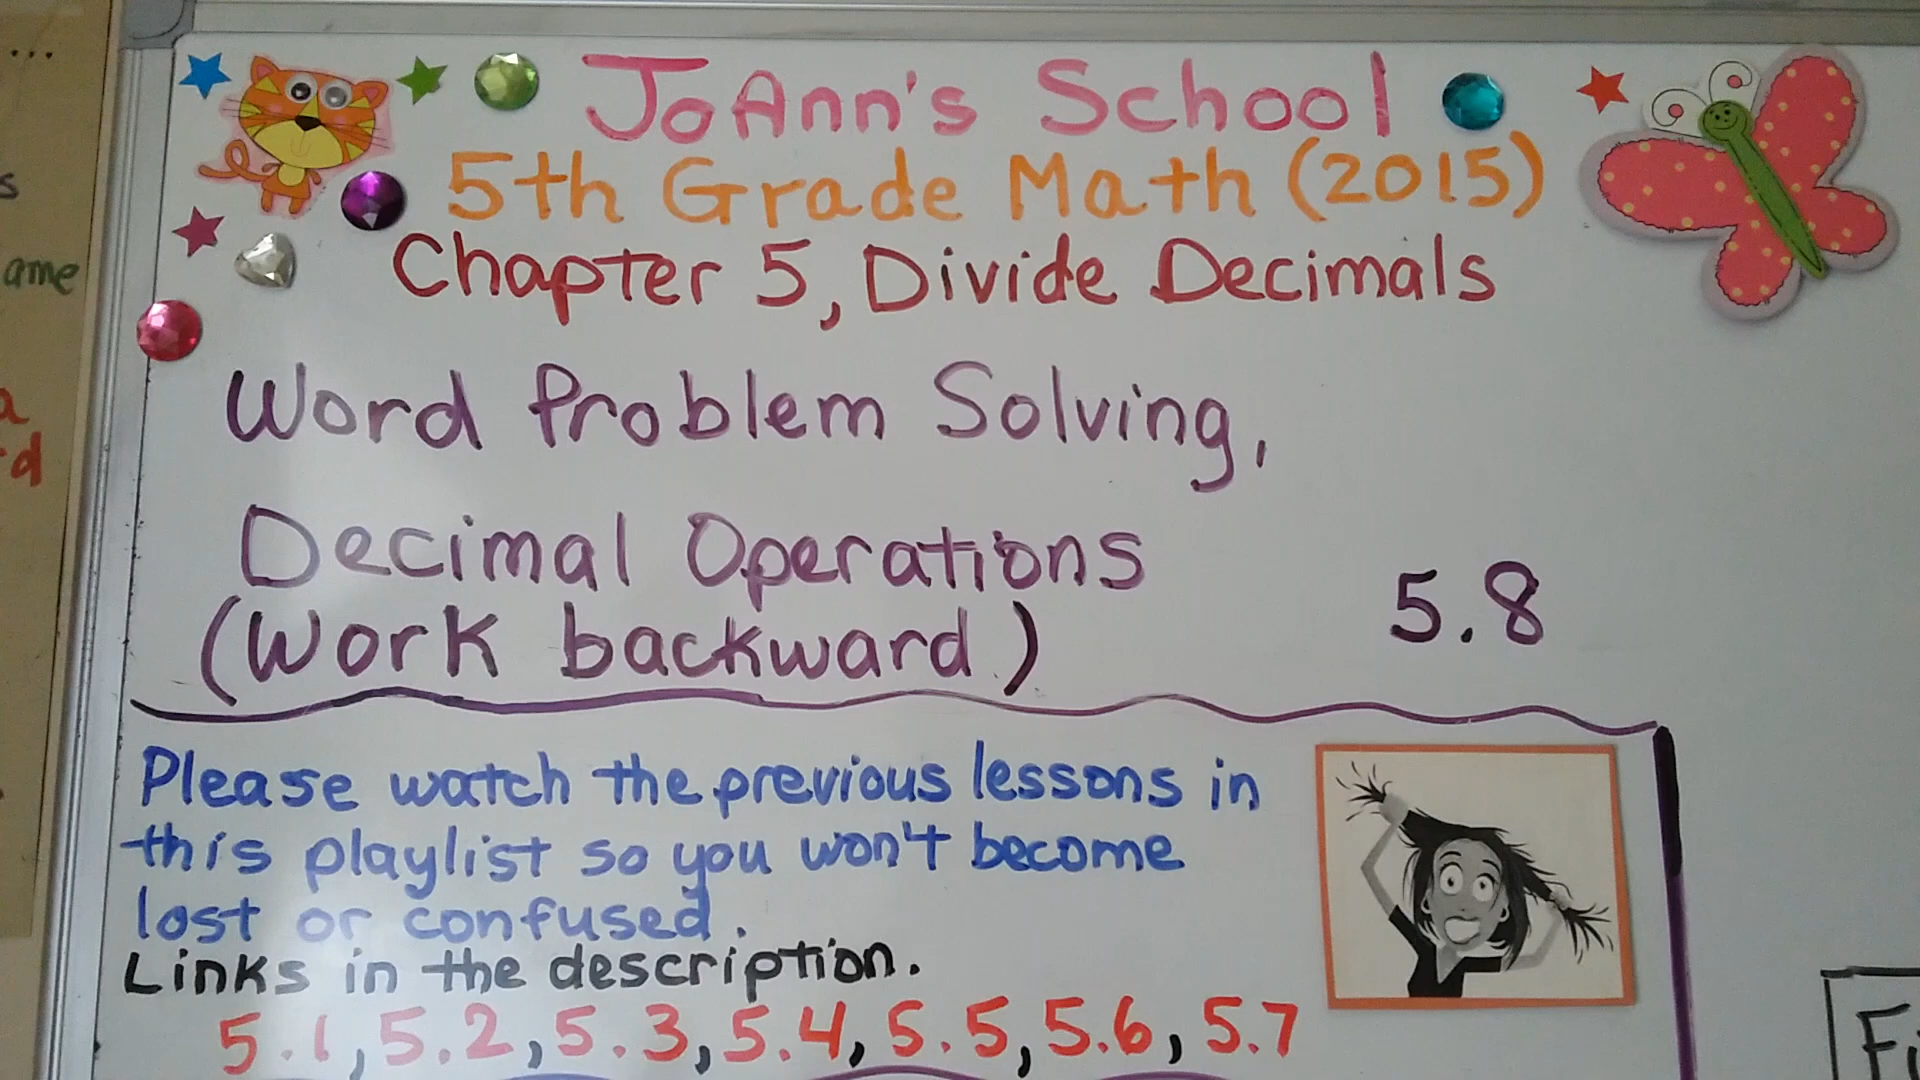 JoAnn's School
5th Grade Math (2015)
Chapter 5, Divide Decimals
Word Problem Solving,
Decimal Operations
(Work backward)
5.8
Please watch the previous lessons in
this playlist so you won't become
lost or confused.
Links in the description.
5.1, 5.2, 5.3, 5.4, 5.5, 5.6, 5.7
ame